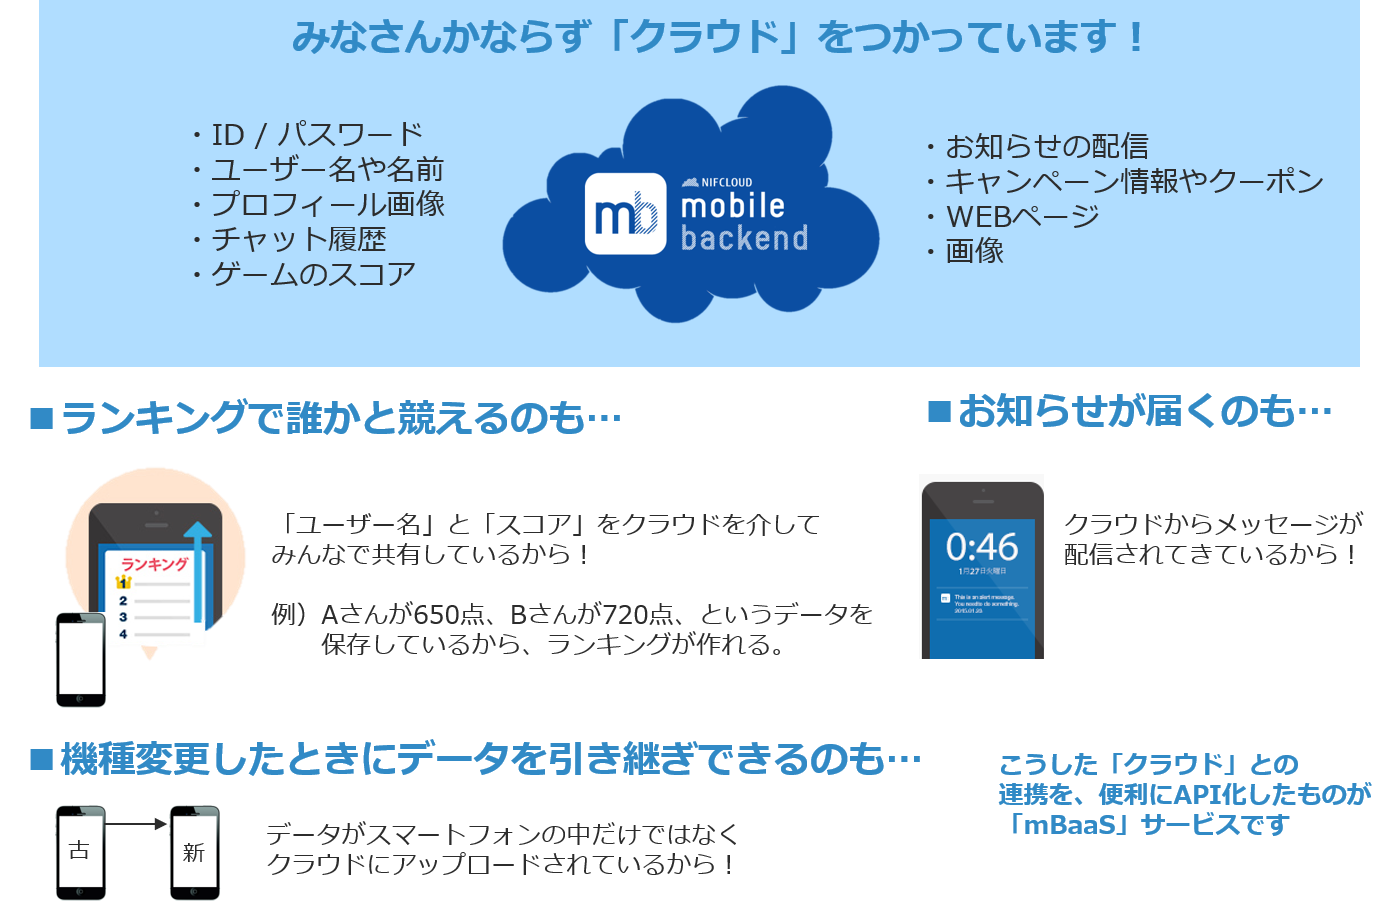 みなさんかならず「クラウド」をつかっています！
・ID / パスワード
・ユーザー名や名前
・プロフィール画像
・チャット履歴
・ゲームのスコア
mb
NIFCLOUD
mobile
backend
・お知らせの配信
・キャンペーン情報やクーポン
・WEBページ
・画像
■ランキングで誰かと競えるのも…
ランキング
1
2
3
4
「ユーザー名」と「スコア」をクラウドを介して
みんなで共有しているから！
例）Aさんが650点、Bさんが720点、というデータを
保存しているから、ランキングが作れる。
■お知らせが届くのも…
0:46
1月27日火曜日
This is an alert message.
You needto do something.
2015.01.23
クラウドからメッセージが
配信されてきているから！
■機種変更したときにデータを引き継ぎできるのも…
古
新
データがスマートフォンの中だけではなく
クラウドにアップロードされているから！
こうした「クラウド」との
連携を、便利にAPI化したものが
「mBaaS」サービスです